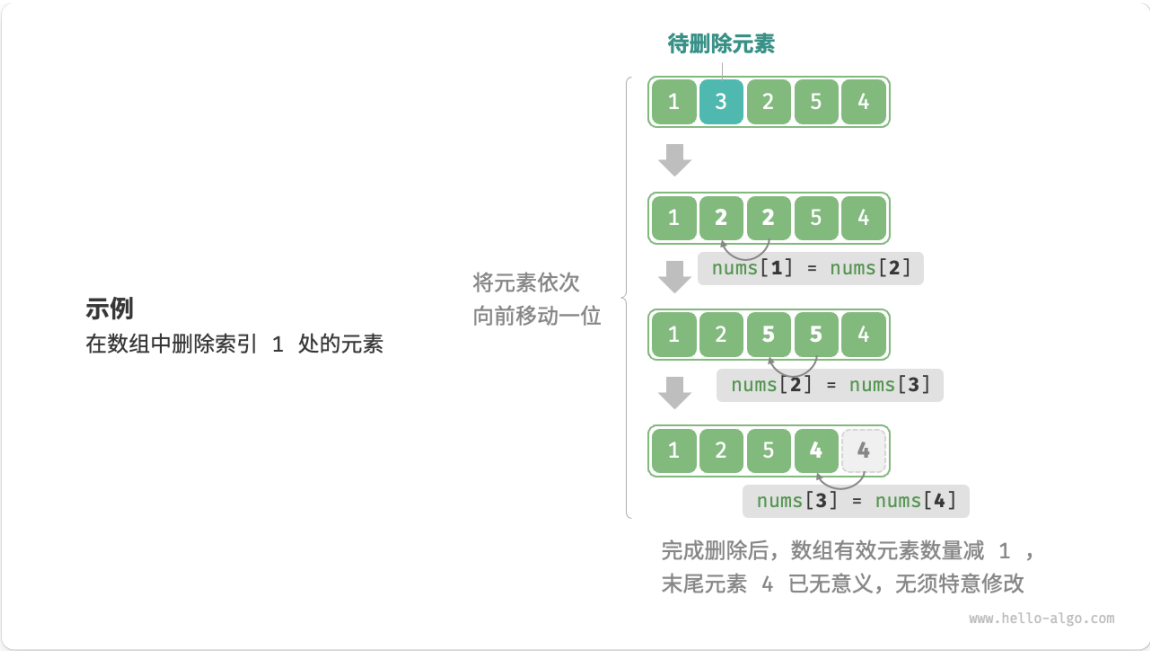 待删除元素
1 3 2 5 4
1 2 2 5 4
nums[1] = nums[2]
将元素依次
向前移动一位
示例
在数组中删除索引 1 处的元素
1 2 5 5 4
nums[2] = nums[3]
1 2 5 4 4
nums[3] = nums[4]
完成删除后，数组有效元素数量减 1 ，
末尾元素 4 已无意义，无须特意修改
www.hello-algo.com